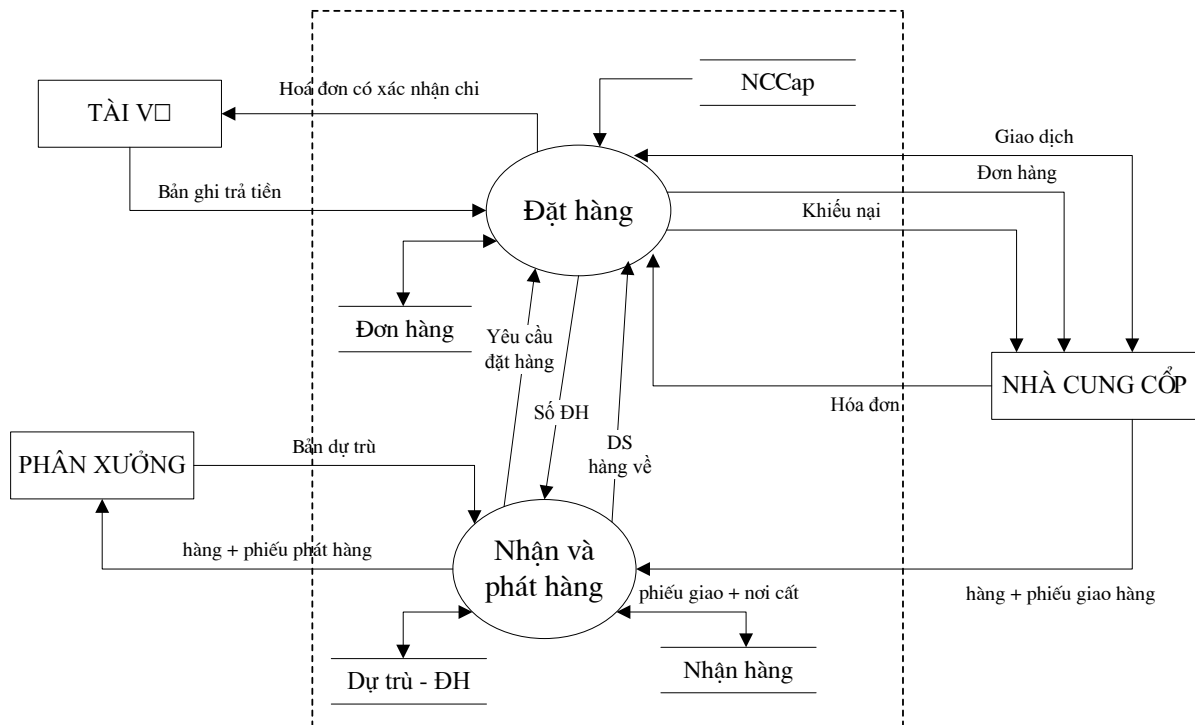 Hoá đơn có xác nhận chi
NCCap
TÀI V□
Giao dịch
Bản ghi trả tiền
Đơn hàng
Đặt hàng
Khiếu nại
Đơn hàng
Yêu cầu
đặt hàng
NHÀ CUNG CỔP
Số ĐH
Hóa đơn
DS
hàng về
Bản dự trù
PHÂN XƯỞNG
hàng + phiếu phát hàng
Nhận và
phát hàng
phiếu giao + nơi cất
hàng + phiếu giao hàng
Dự trù - ĐH
Nhận hàng